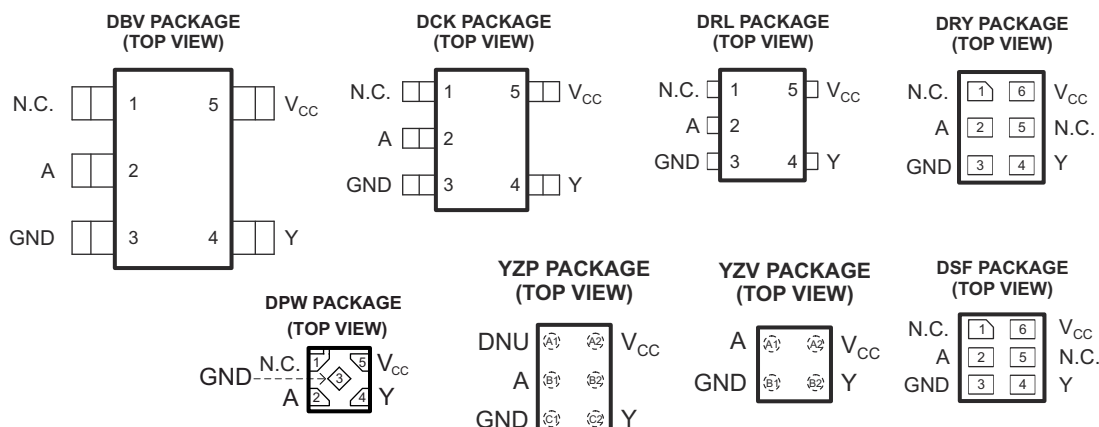 DBV PACKAGE
(TOP VIEW)
N.C. 1 5 VCC
A 2
GND 3 4 Y
DCK PACKAGE
(TOP VIEW)
N.C. 1 5 VCC
A 2
GND 3 4 Y
DRL PACKAGE
(TOP VIEW)
N.C. 1 5 VCC
A 2
GND 3 4 Y
DRY PACKAGE
(TOP VIEW)
N.C. 1 6 VCC
A 2 5 N.C.
GND 3 4 Y
DPW PACKAGE
(TOP VIEW)
N.C. 1 5 VCC
GND 3
A 2 4 Y
YZP PACKAGE
(TOP VIEW)
DNU A1 A2 VCC
A B1 B2
GND C1 C2 Y
YZV PACKAGE
(TOP VIEW)
A A1 A2 VCC
GND B1 B2 Y
DSF PACKAGE
(TOP VIEW)
N.C. 1 6 VCC
A 2 5 N.C.
GND 3 4 Y